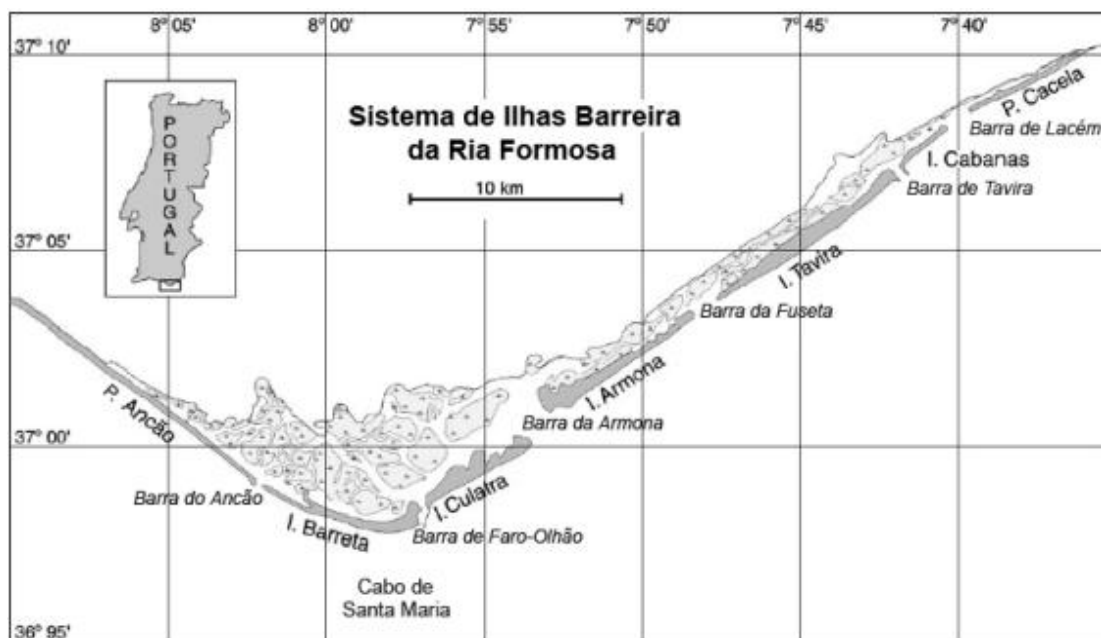 8° 05'
8° 00'
7° 55'
7° 50'
7° 45'
7° 40'
37° 10'
PORTUGAL
Sistema de Ilhas Barreira
da Ria Formosa
10 km
P. Cacela
Barra de Lacém
I. Cabanas
Barra de Tavira
37° 05'
I. Tavira
Barra da Fuseta
I. Armona
P. Ancão
Barra da Armona
37° 00'
I. Culatra
Barra do Ancão
I. Barreta
Barra de Faro-Olhão
Cabo de
Santa Maria
36° 95'